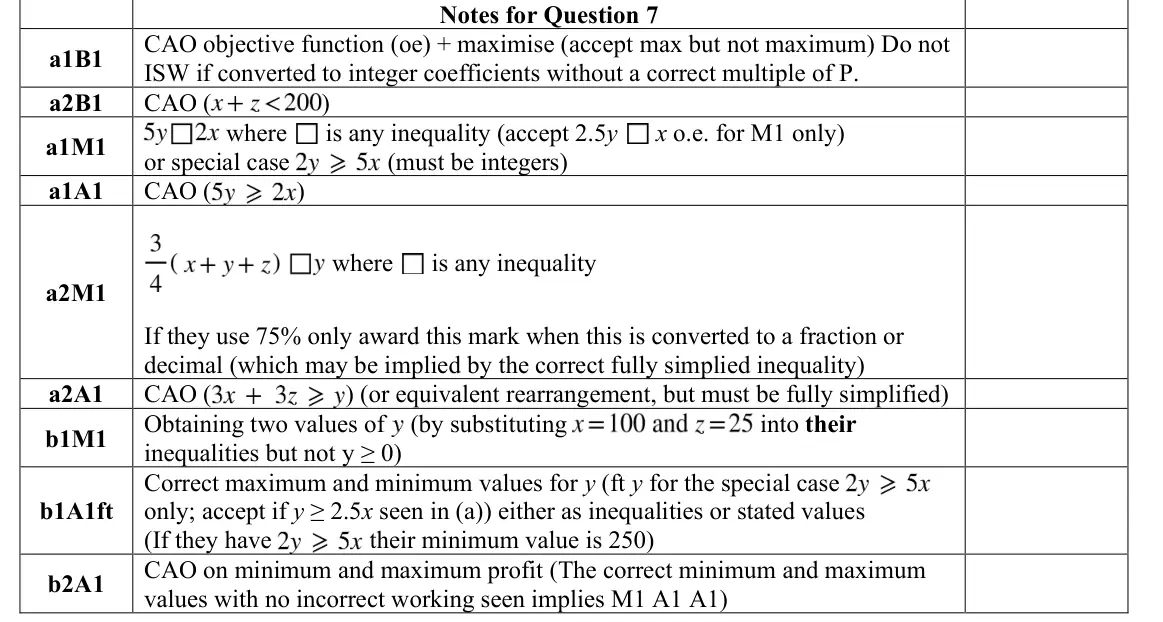 Notes for Question 7
a1B1 CAO objective function (oe) + maximise (accept max but not maximum) Do not
ISW if converted to integer coefficients without a correct multiple of P.
a2B1 CAO (x+ z<200)
a1M1 5y□2x where □ is any inequality (accept 2.5y □ x o.e. for M1 only)
or special case 2y ⩾ 5x (must be integers)
a1A1 CAO (5y ⩾ 2x)
a2M1 3/4 ( x+ y+ z) □y where □ is any inequality
If they use 75% only award this mark when this is converted to a fraction or
decimal (which may be implied by the correct fully simplied inequality)
a2A1 CAO (3x + 3z ⩾ y) (or equivalent rearrangement, but must be fully simplified)
b1M1 Obtaining two values of y (by substituting x=100 and z=25 into their
inequalities but not y ≥ 0)
b1A1ft Correct maximum and minimum values for y (ft y for the special case 2y ⩾ 5x
only; accept if y ≥ 2.5x seen in (a)) either as inequalities or stated values
(If they have 2y ⩾ 5x their minimum value is 250)
b2A1 CAO on minimum and maximum profit (The correct minimum and maximum
values with no incorrect working seen implies M1 A1 A1)